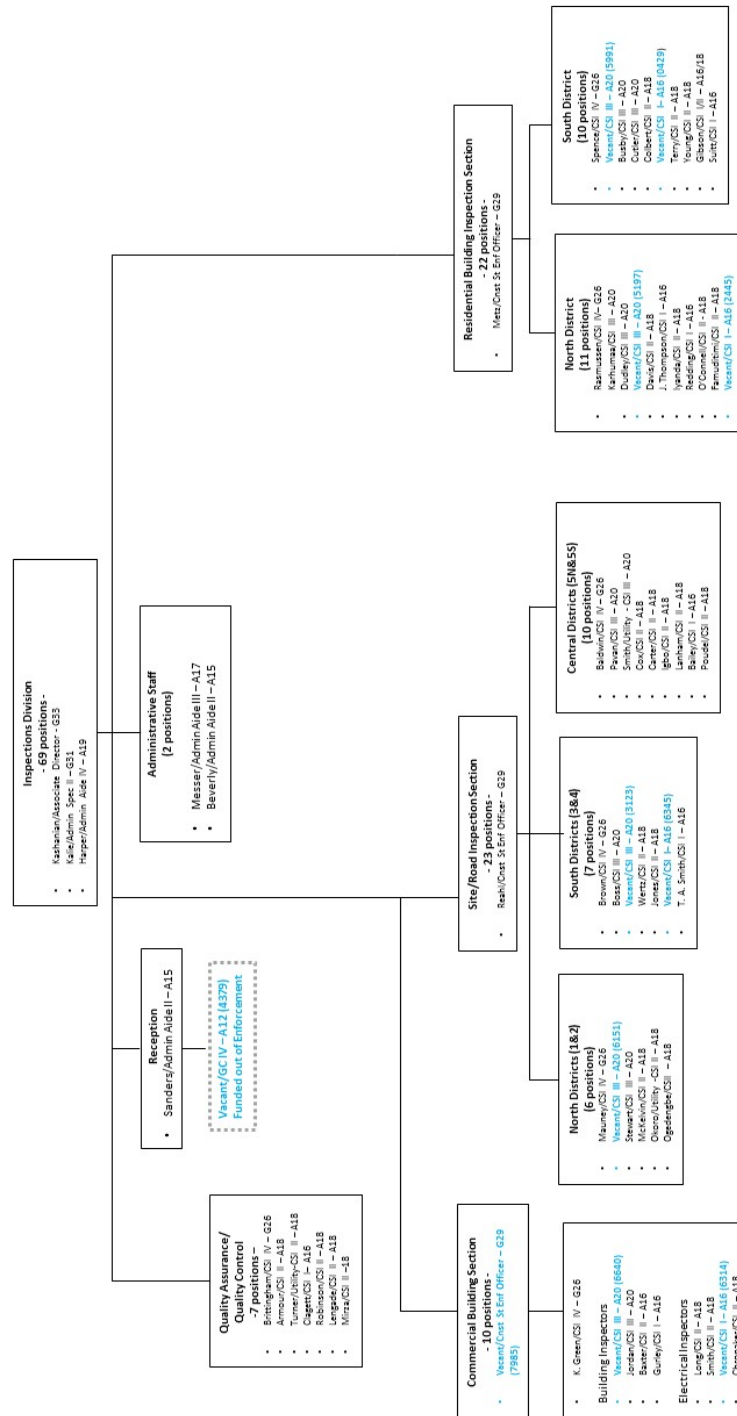 Inspections Division
- 69 positions -
• Kashanian/Associate Director - G33
• Kalie/Admin Spec II – G31
• Harper/Admin Aide IV – A19
Quality Assurance/
Quality Control
-7 positions –
• Brittingham/CSI IV – G26
• Armour/CSI II – A18
• Turner/Utility-CSI II – A18
• Clagett/CSI I– A16
• Robinson/CSI II – A18
• Lengade/CSI II – A18
• Mirza/CSI II –18
Reception
• Sanders/Admin Aide II – A15
Vacant/GC IV – A12 (4379)
Funded out of Enforcement
Administrative Staff
(2 positions)
• Messer/Admin Aide III – A17
• Beverly/Admin Aide II – A15
Commercial Building Section
- 10 positions -
• Vacant/Cnst St Enf Officer – G29
(7985)
• K. Green/CSI IV – G26
Building Inspectors
• Vacant/CSI III – A20 (6640)
• Jordan/CSI III – A20
• Baxter/CSI II – A16
• Gurley/CSI I – A16
Electrical Inspectors
• Long/CSI II – A18
• Smith/CSI II – A18
• Vacant/CSI I – A16 (6314)
Site/Road Inspection Section
- 23 positions -
• Reahl/Cnst St Enf Officer – G29
North Districts (1&2)
(6 positions)
• Mauney/CSI IV – G26
• Vacant/CSI III – A20 (6151)
• Stewart/CSI III – A20
• McKelvin/CSI II – A18
• Okoro/Utility -CSI II – A18
• Ogedengbe/CSII – A18
South Districts (3&4)
(7 positions)
• Brown/CSI IV – G26
• Boss/CSI III – A20
• Vacant/CSI III – A20 (3123)
• Wertz/CSI II – A18
• Jones/CSI II – A18
• Vacant/CSI I– A16 (6345)
• T. A. Smith/CSI I – A16
Central Districts (5N&5S)
(10 positions)
• Baldwin/CSI IV – G26
• Pavan/CSI III – A20
• Smith/Utility - CSI III – A20
• Cox/CSI II – A18
• Carter/CSI II – A18
• Igbo/CSI II – A18
• Lanham/CSI II – A18
• Bailey/CSI I –A16
• Poudel/CSI II – A18
Residential Building Inspection Section
- 22 positions -
• Metz/Cnst St Enf Officer – G29
North District
(11 positions)
• Rasmussen/CSI IV– G26
• Karhumaa/CSI III – A20
• Dudley/CSI III – A20
• Vacant/CSI III – A20 (5197)
• Davis/CSI II – A18
• J. Thompson/CSI I – A16
• Iyanda/CSI II – A18
• Redding/CSI I – A16
• O'Connell/CSI II - A18
• Famuditimi/CSI II – A18
• Vacant/CSI I – A16 (2445)
South District
(10 positions)
• Spence/CSI IV – G26
• Vacant/CSI III – A20 (5991)
• Busby/CSI III – A20
• Cutler/CSI III – A20
• Colbert/CSI II – A18
• Vacant/CSI I– A16 (0429)
• Terry/CSI II – A18
• Young/CSI II – A18
• Gibson/CSI I/II – A16/18
• Suitt/CSI I – A16